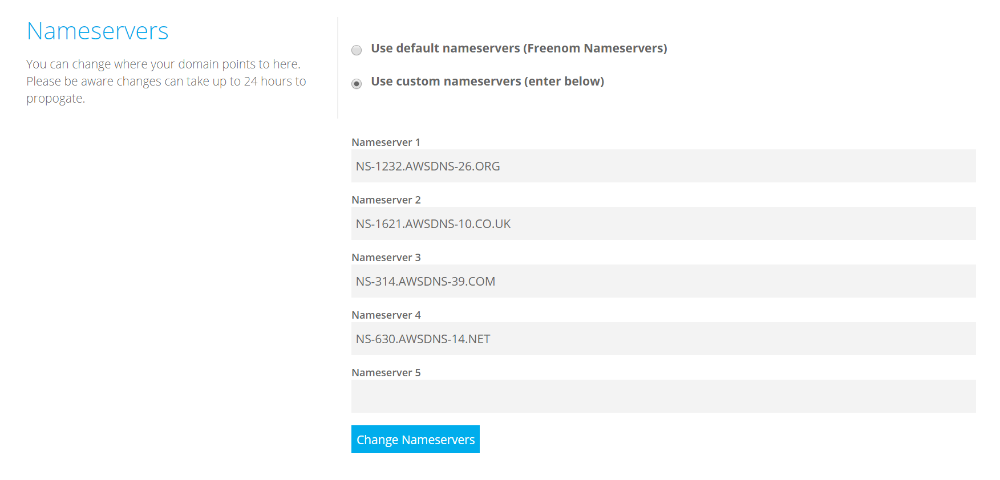 Nameservers
You can change where your domain points to here.
Please be aware changes can take up to 24 hours to
propogate.
Use default nameservers (Freenom Nameservers)
Use custom nameservers (enter below)
Nameserver 1
NS-1232.AWSDNS-26.ORG
Nameserver 2
NS-1621.AWSDNS-10.CO.UK
Nameserver 3
NS-314.AWSDNS-39.COM
Nameserver 4
NS-630.AWSDNS-14.NET
Nameserver 5
Change Nameservers